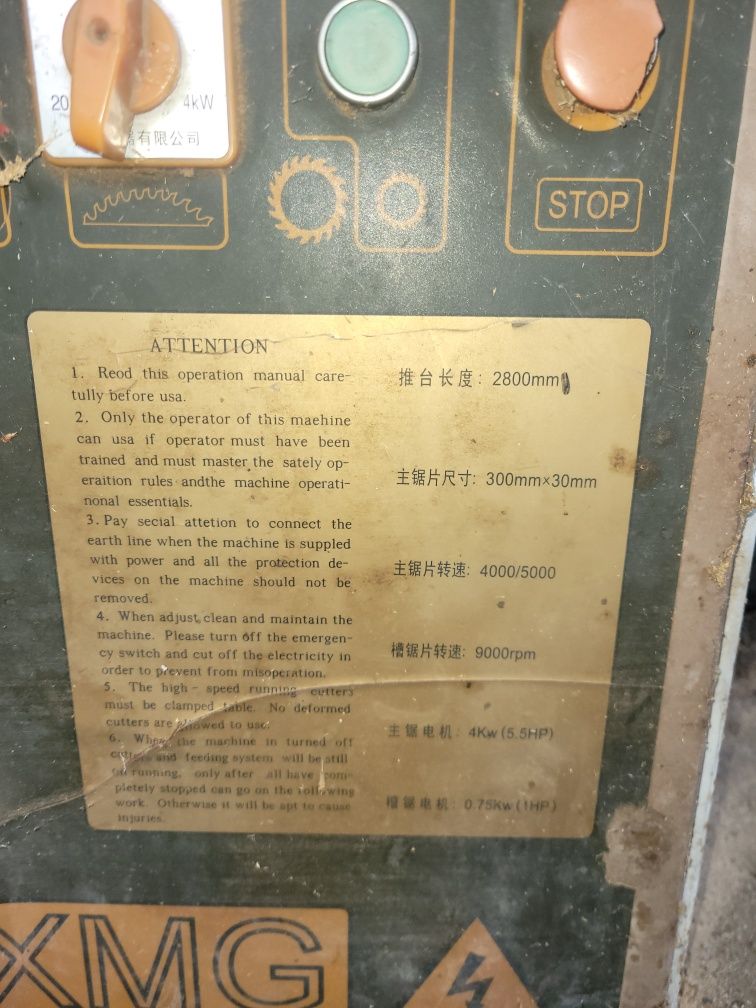 20
4kW
有限公司
STOP
ATTENTION
1. Reod this operation manual care-
tully before usa.
2. Only the operator of this maehine
can usa if operator must have been
trained and must master the sately op-
eraition rules andthe machine operati-
nonal essentials.
3. Pay secial attetion to connect the
earth line when the machine is suppled
with power and all the protection de-
vices on the machine should not be
removed.
4. When adjust, clean and maintain the
machine. Please turn off the emergen-
cy switch and cut off the electricity in
order to prevent from misoperation.
5. The high - speed running cutters
must be clamped table. No deformed
cutters are allowed to use.
6. When the machine in turned off
cutters and feeding system will be still
running, only after all have com-
pletely stopped can go on the following
work. Otherwise it will be apt to cause
injuries.
推台长度: 2800mm
主锯片尺寸: 300mm×30mm
主锯片转速: 4000/5000
槽锯片转速: 9000rpm
主锯电机: 4Kw(5.5HP)
槽锯电机: 0.75Kw(1HP)
XMG